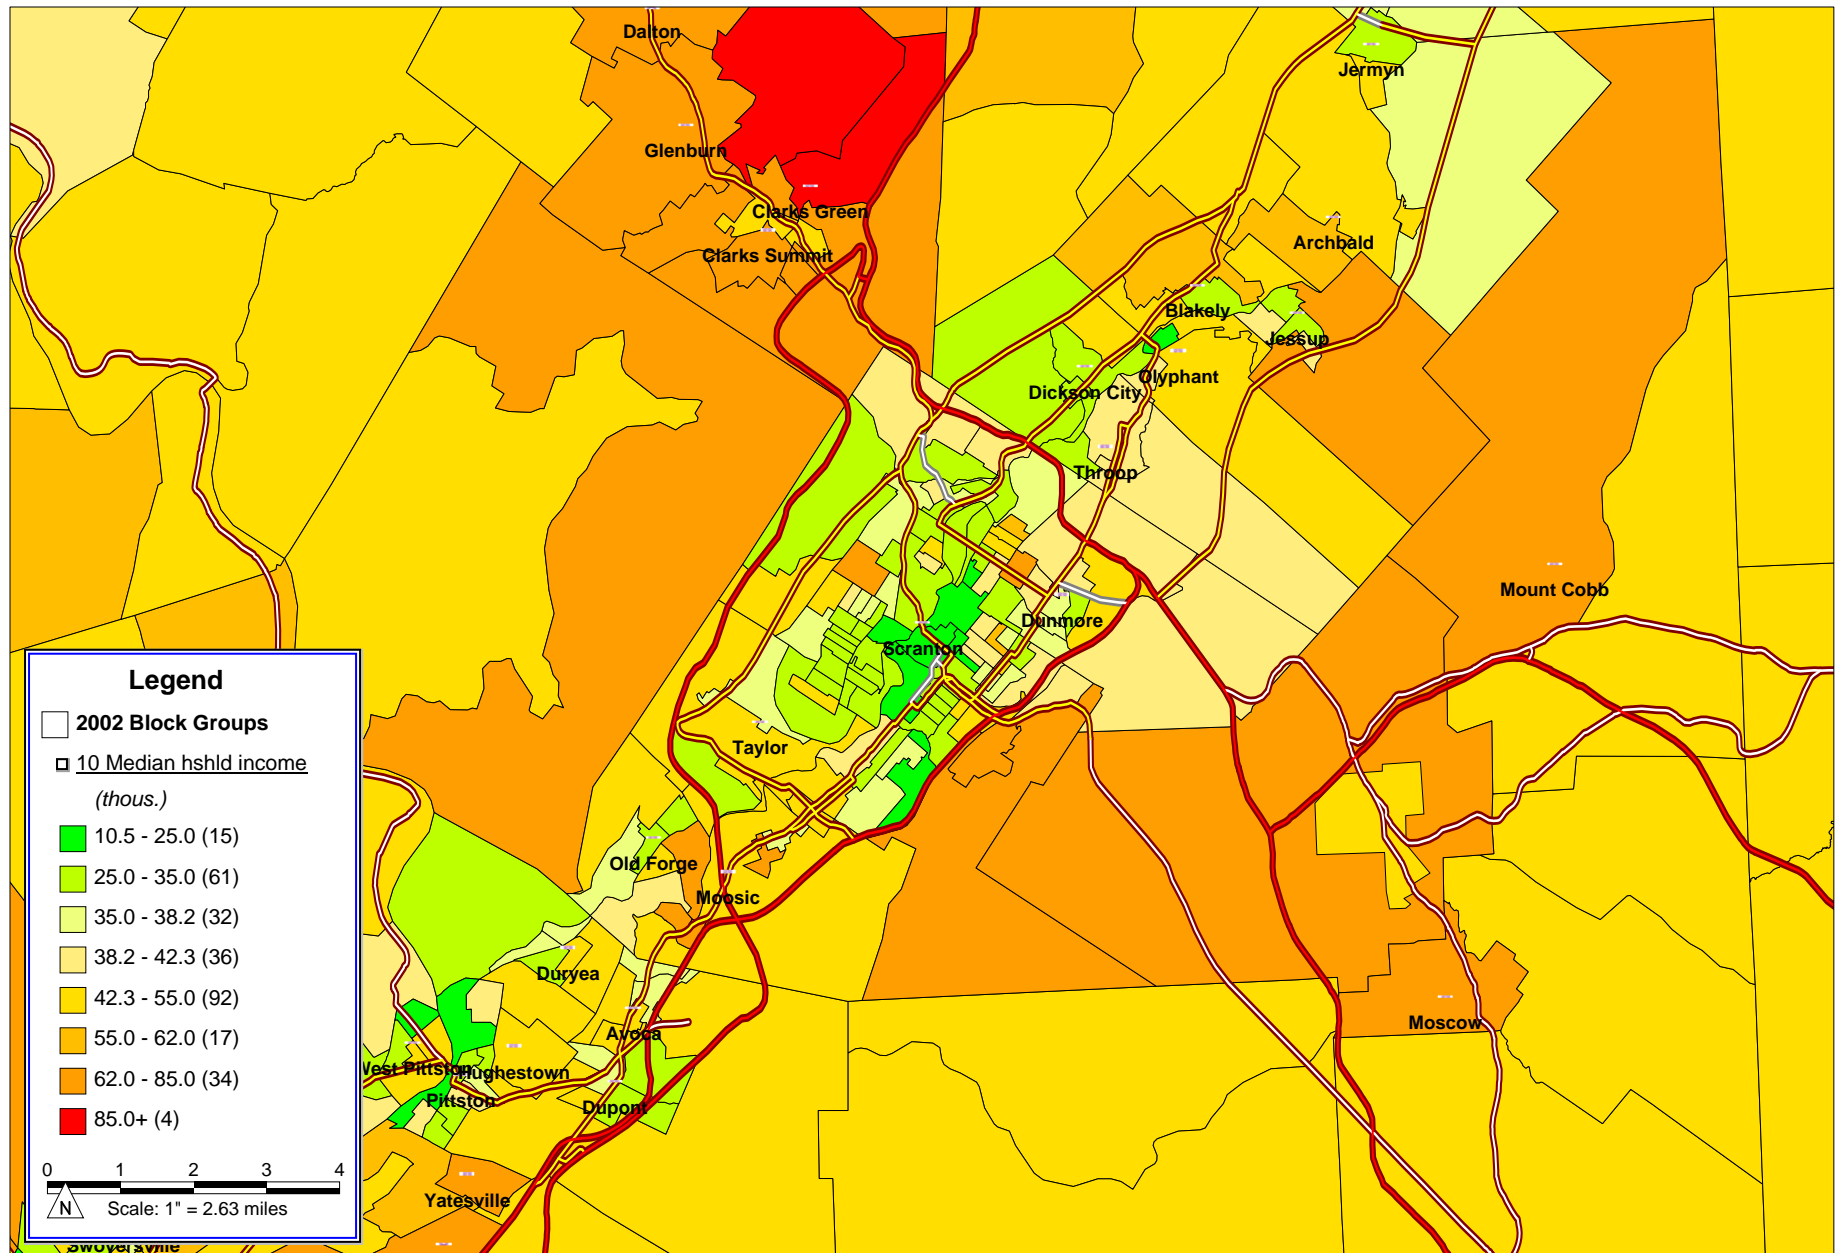 Dalton
Jermyn
Glenburn
Clarks Green
Archbald
Clarks Summit
Blakely
Jessup
Olyphant
Dickson City
Throop
Mount Cobb
Dunmore
Scranton
Taylor
Old Forge
Moosic
Duryea
Moscow
Avoca
West Pittston
Hughestown
Pittston
Dupont
Yatesville
Swoyersville
Legend
2002 Block Groups
10 Median hshld income
(thous.)
10.5 - 25.0 (15)
25.0 - 35.0 (61)
35.0 - 38.2 (32)
38.2 - 42.3 (36)
42.3 - 55.0 (92)
55.0 - 62.0 (17)
62.0 - 85.0 (34)
85.0+ (4)
0 1 2 3 4
N
Scale: 1" = 2.63 miles